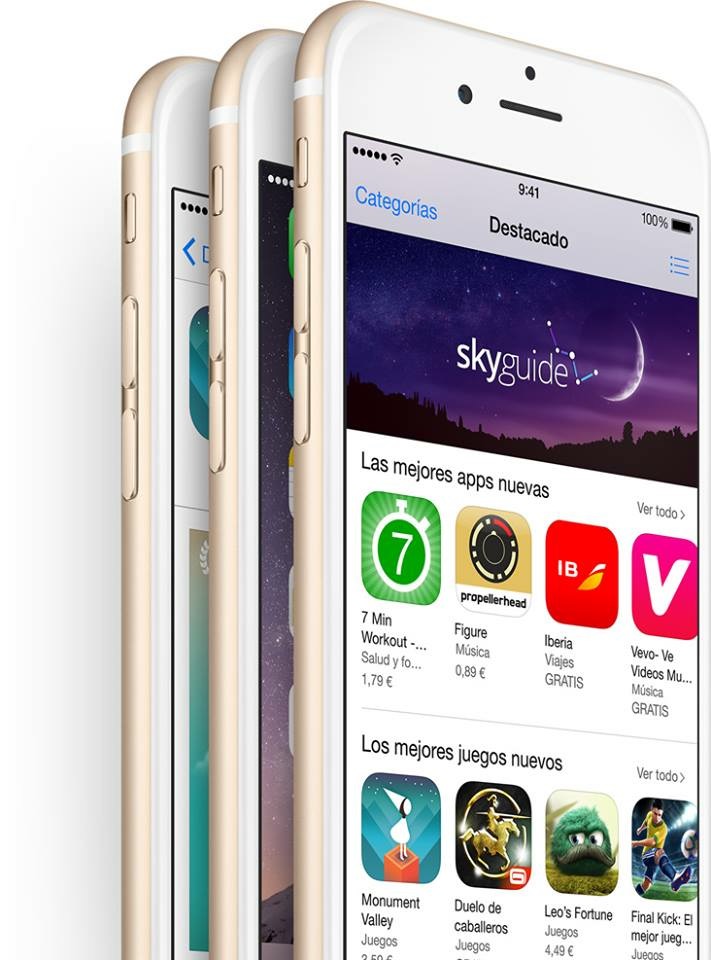 9:41
100%
Categorías
Destacado
skyguide
Las mejores apps nuevas
Ver todo >
7
propellerhead
IB
7 Min
Workout -...
Salud y fo...
1,79 €
Figure
Música
0,89 €
Iberia
Viajes
GRATIS
Vevo- Ve
Videos Mu...
Música
GRATIS
Los mejores juegos nuevos
Ver todo >
Monument
Valley
Juegos
3,59 €
Duelo de
caballeros
Juegos
Leo's Fortune
Juegos
4,49 €
Final Kick: El
mejor jueg...
Juegos